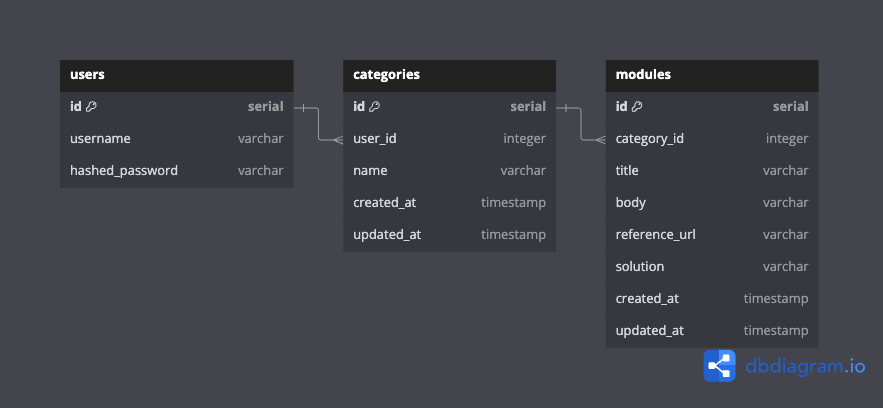 users
id serial
username varchar
hashed_password varchar
categories
id serial
user_id integer
name varchar
created_at timestamp
updated_at timestamp
modules
id serial
category_id integer
title varchar
body varchar
reference_url varchar
solution varchar
created_at timestamp
updated_at timestamp
dbdiagram.io